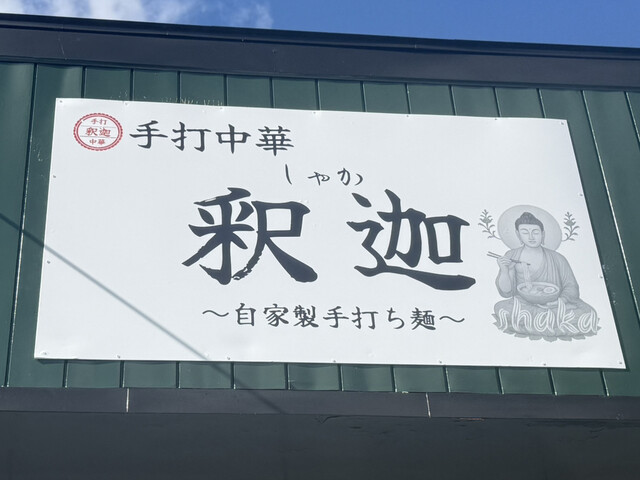 手打
釈迦
中華
手打中華
しゃか
釈迦
〜自家製手打ち麺〜
shaka